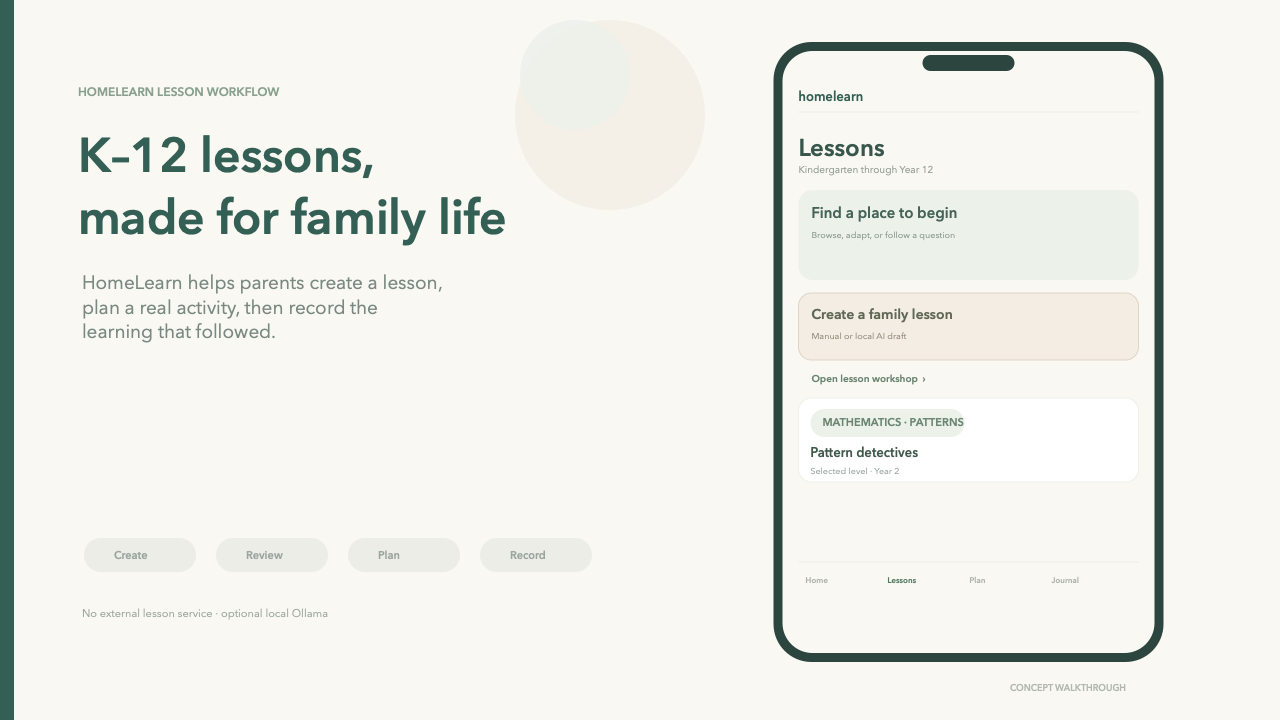 HOMELEARN LESSON WORKFLOW
K–12 lessons,
made for family life
HomeLearn helps parents create a lesson,
plan a real activity, then record the
learning that followed.
Create
Review
Plan
Record
No external lesson service · optional local Ollama
homelearn
Lessons
Kindergarten through Year 12
Find a place to begin
Browse, adapt, or follow a question
Create a family lesson
Manual or local AI draft
Open lesson workshop ›
MATHEMATICS · PATTERNS
Pattern detectives
Selected level · Year 2
Home
Lessons
Plan
Journal
CONCEPT WALKTHROUGH